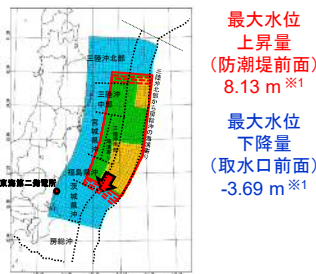 最大水位
上昇量
(防潮堤前面)
8.13 m ※1
最大水位
下降量
(取水口前面)
-3.69 m ※1
三陸沖北部
三陸沖
中部
宮城県沖
福島県沖
東海第二発電所
茨城県沖
房総沖